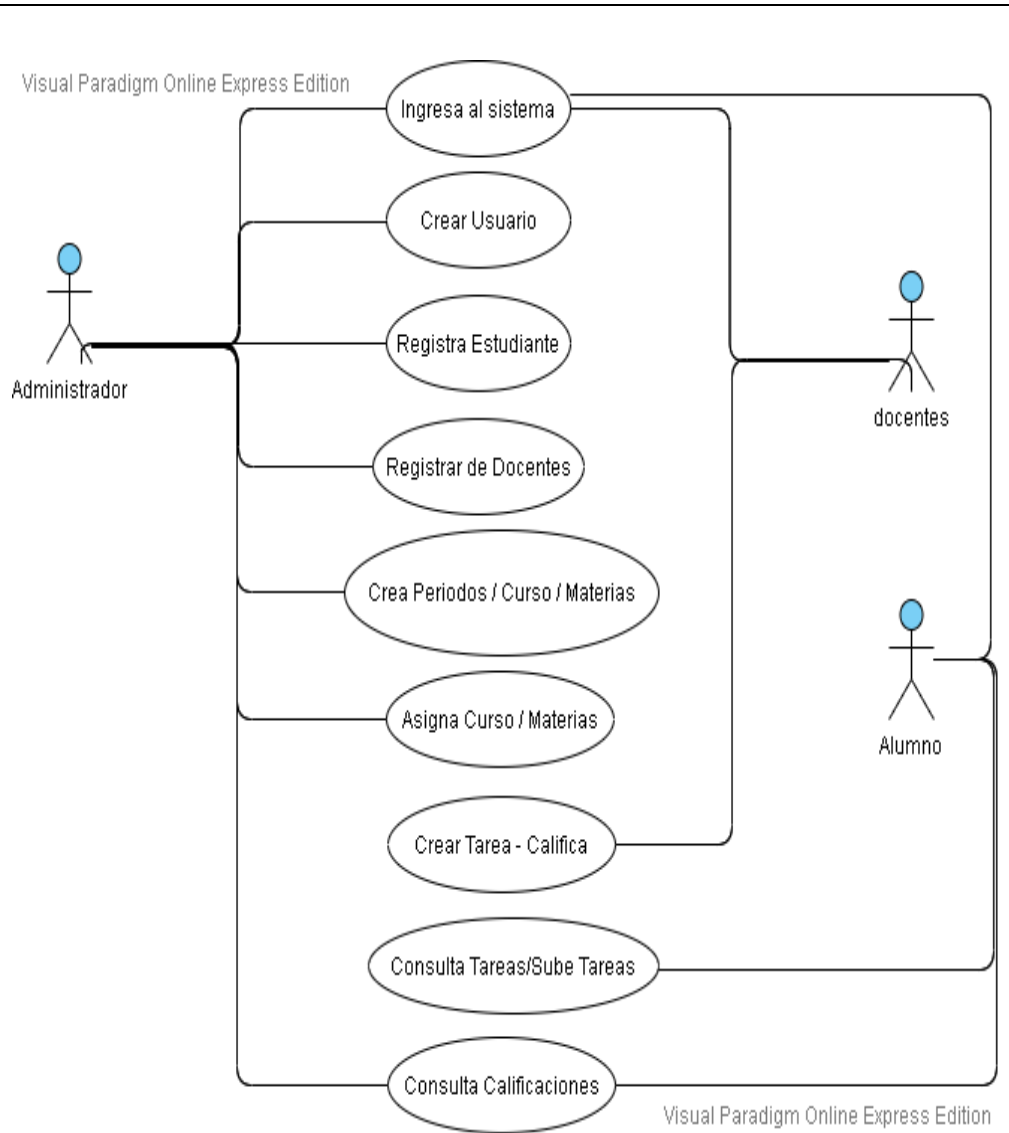 Visual Paradigm Online Express Edition
Ingresa al sistema
Crear Usuario
Registra Estudiante
Administrador
docentes
Registrar de Docentes
Crea Periodos / Curso / Materias
Asigna Curso / Materias
Alumno
Crear Tarea - Califica
Consulta Tareas/Sube Tareas
Consulta Calificaciones
Visual Paradigm Online Express Edition